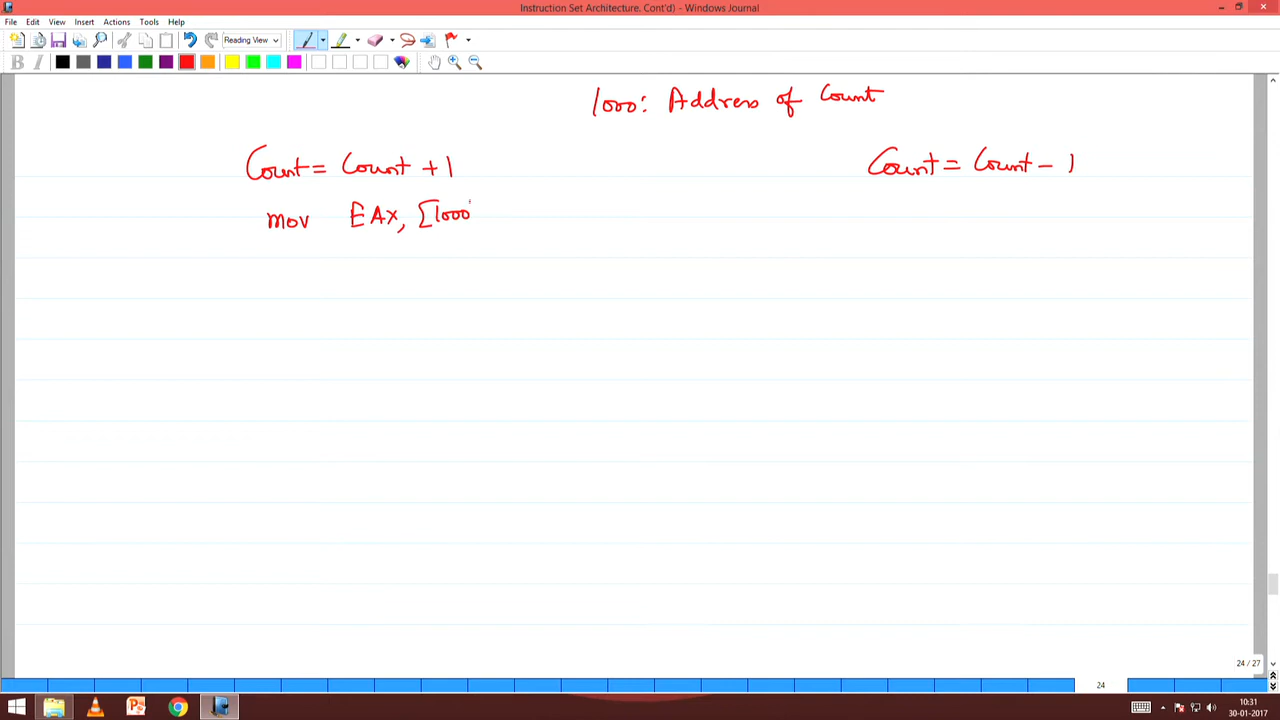 Instruction Set Architecture. Cont'd) - Windows Journal
File Edit View Insert Actions Tools Help
Reading View
B I
1000: Address of Count
Count = Count + 1 Count = Count - 1
mov EAX, [1000
24 / 27
24
10:31
30-01-2017